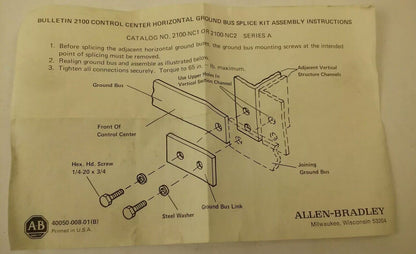 BULLETIN 2100 CONTROL CENTER HORIZONTAL GROUND BUS SPLICE KIT ASSEMBLY INSTRUCTIONS
CATALOG NO. 2100-NC1 OR 2100-NC2 SERIES A
1. Before splicing the adjacent horizontal ground buses, the ground bus mounting screws at the intended
point of splicing must be removed.
2. Realign ground bus and assemble as illustrated below.
3. Tighten all connections securely. Torque to 65 in. - lb. maximum.
Use Upper Holes in
Vertical Section Channel
Adjacent Vertical
Structure Channels
Ground Bus
Front Of
Control Center
Hex. Hd. Screw
1/4-20 x 3/4
Joining
Ground Bus
Ground Bus Link
Steel Washer
AB
40050-008-01(B)
Printed in U.S.A.
ALLEN-BRADLEY
Milwaukee, Wisconsin 53204